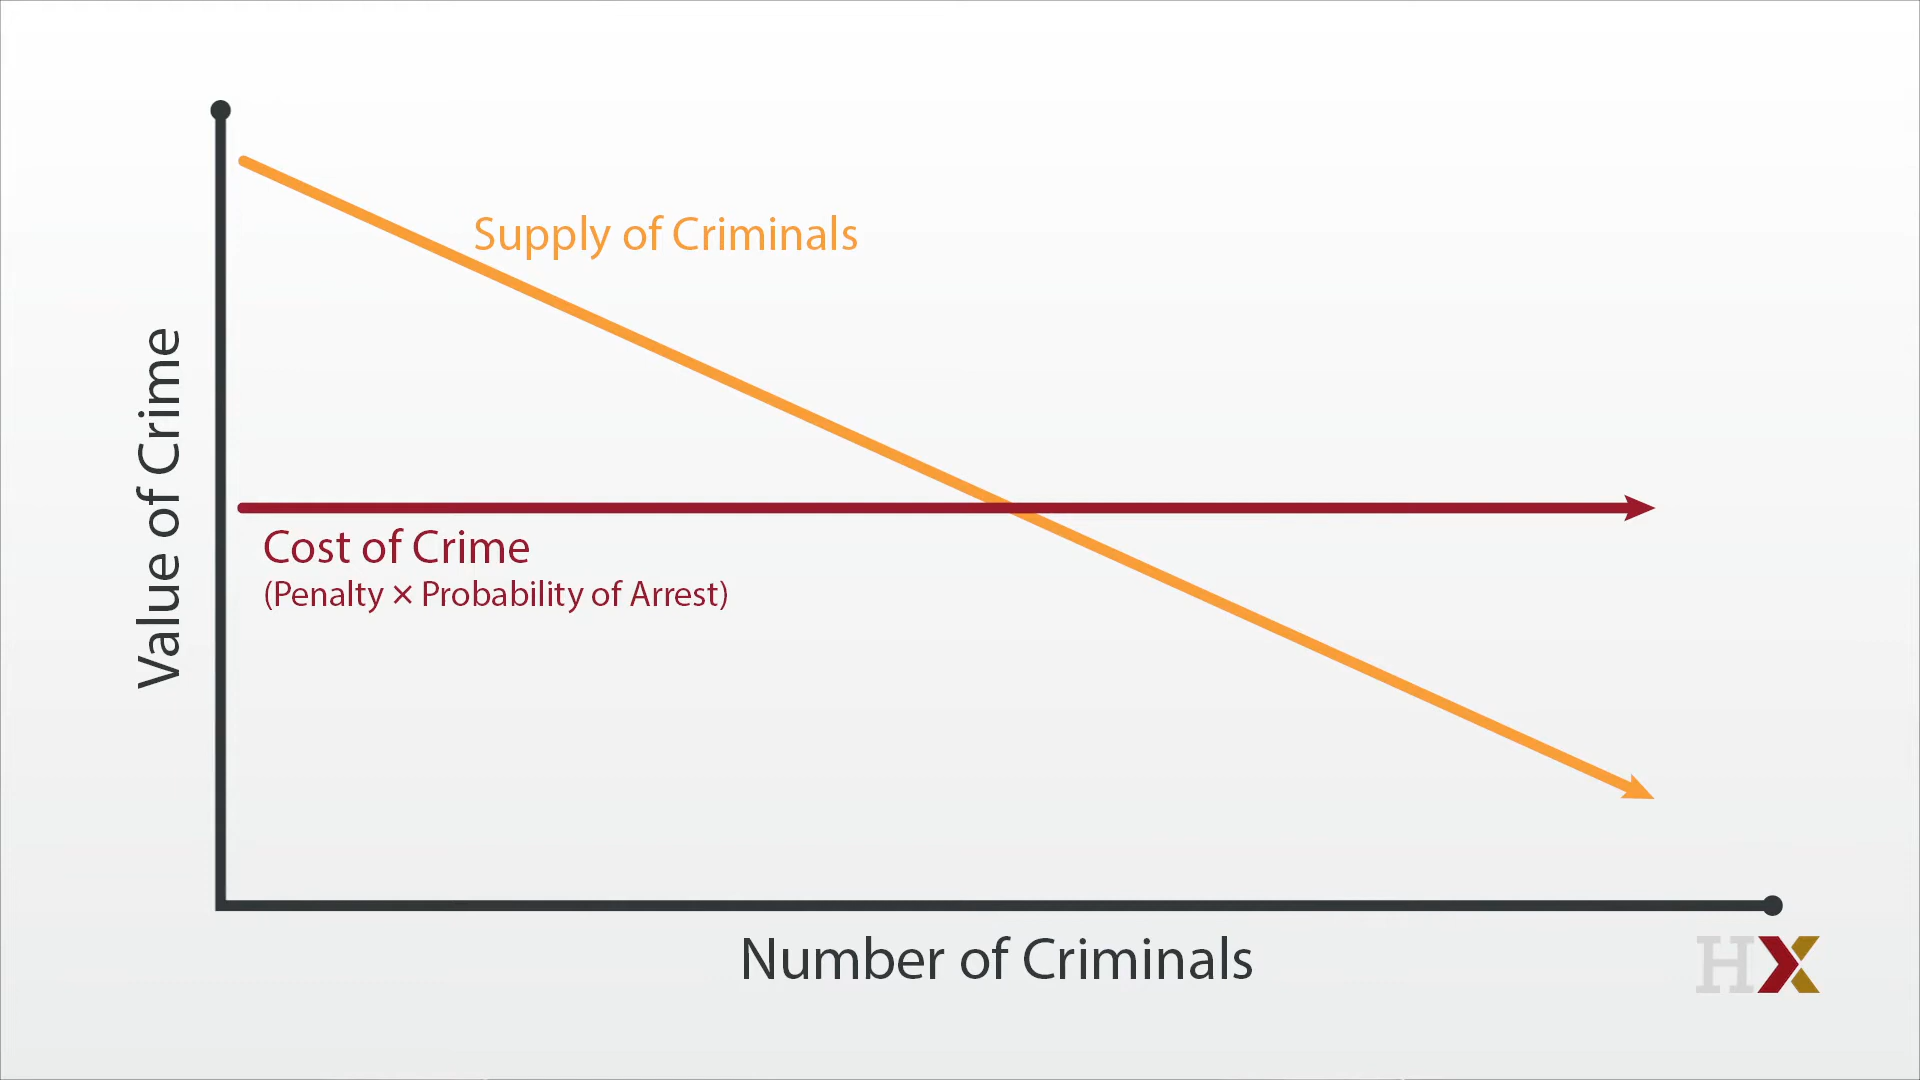 Supply of Criminals
Value of Crime
Cost of Crime
(Penalty × Probability of Arrest)
Number of Criminals
HX